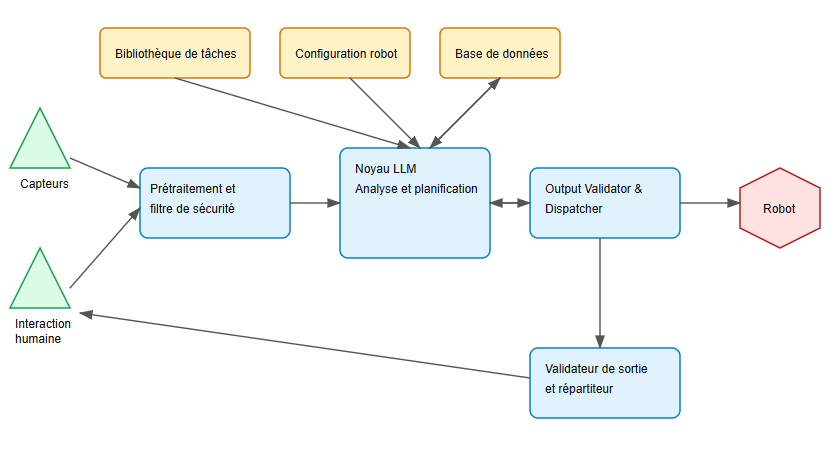 Bibliothèque de tâches
Configuration robot
Base de données
Capteurs
Prétraitement et
filtre de sécurité
Noyau LLM
Analyse et planification
Output Validator &
Dispatcher
Robot
Interaction
humaine
Validateur de sortie
et répartiteur